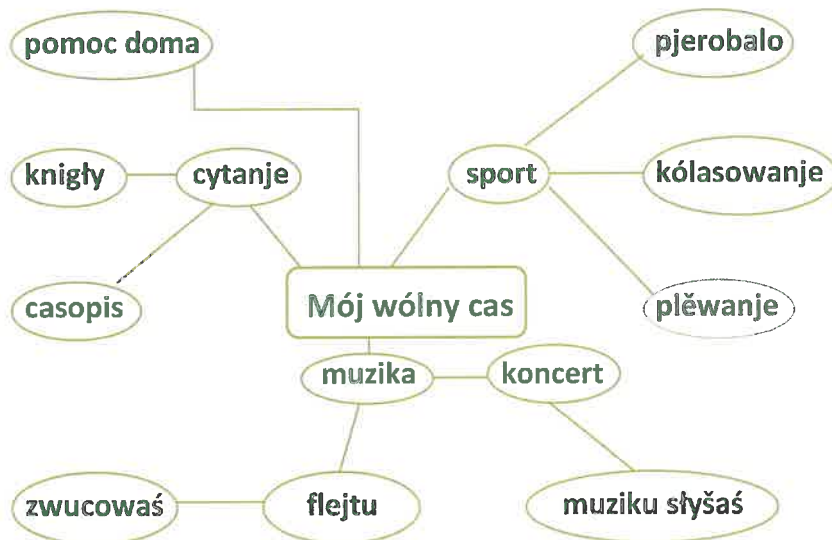 pomoc doma
pjerobalo
knigły
cytanje
sport
kólasowanje
casopis
Mój wólny cas
plěwanje
muzika
koncert
zwucowaś
flejtu
muziku słyšaś